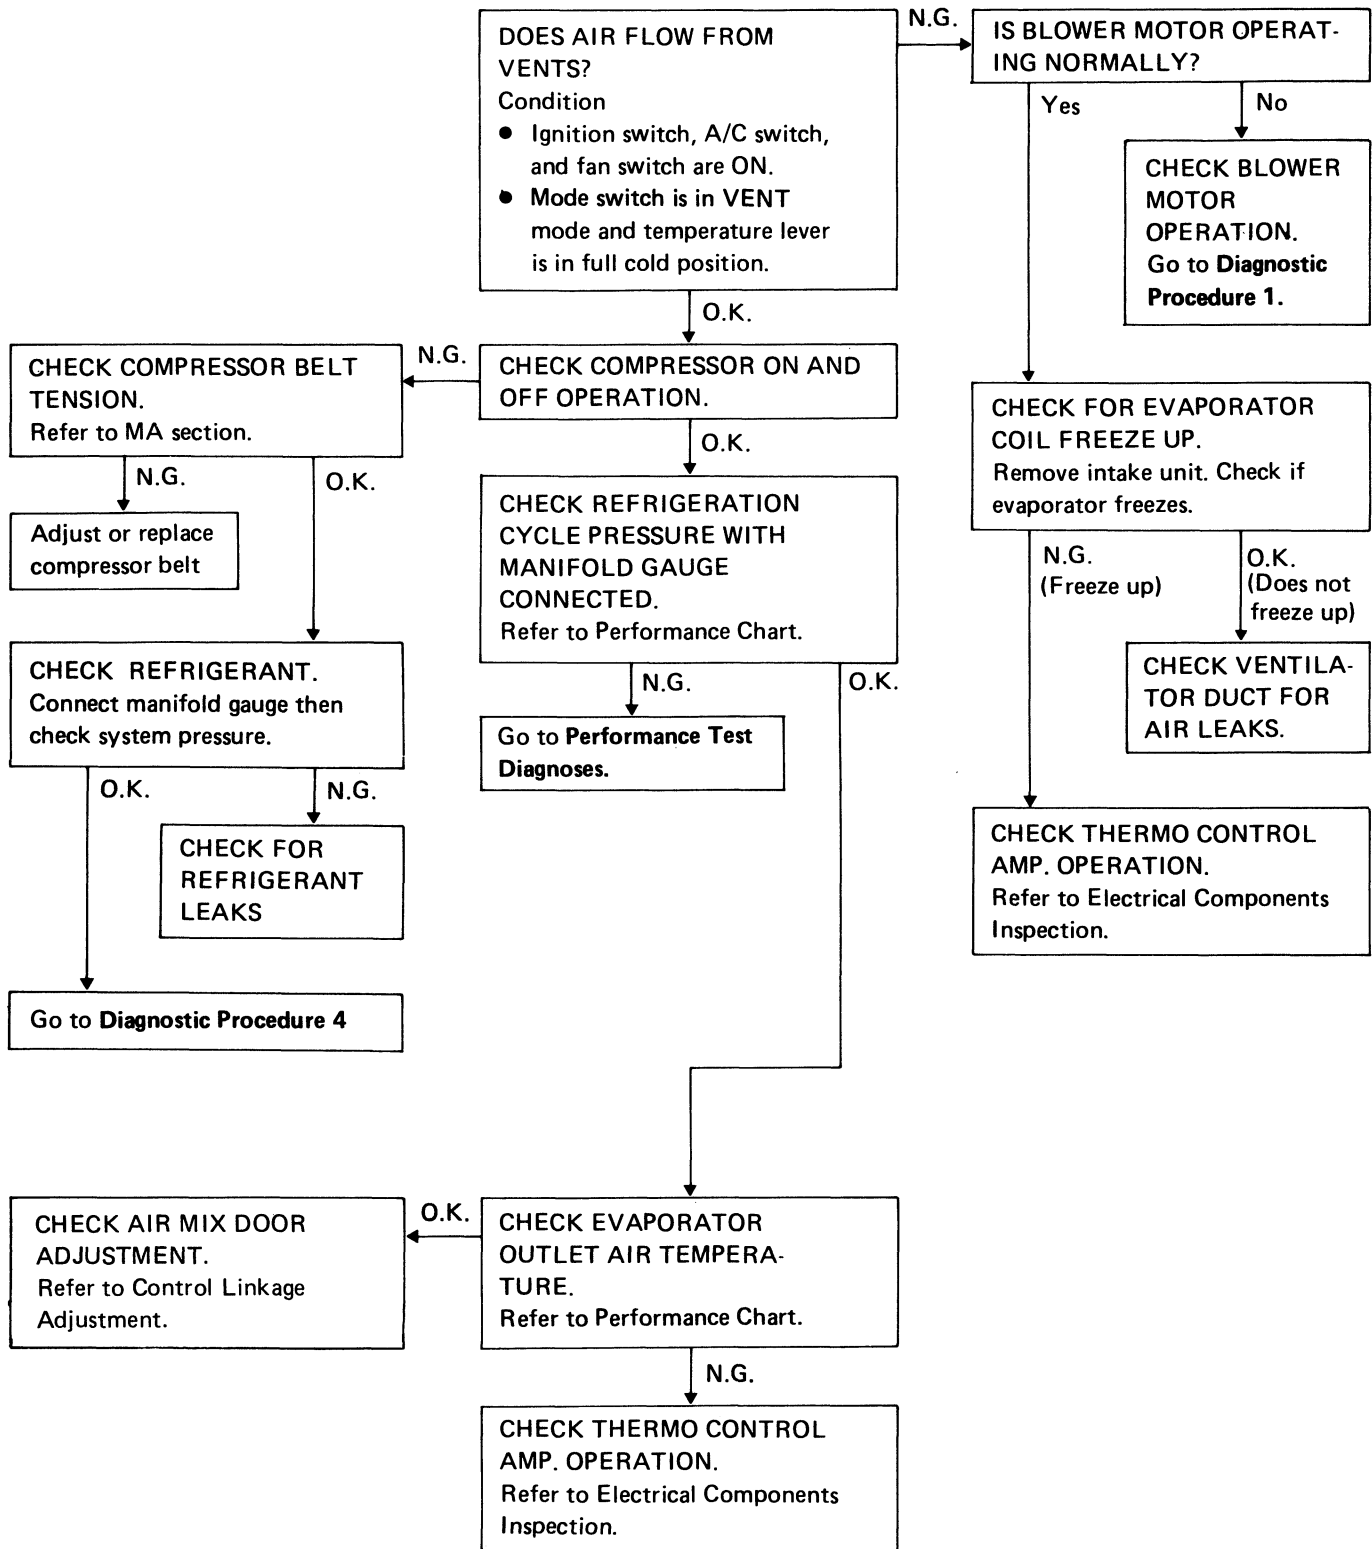 DOES AIR FLOW FROM
VENTS?
Condition
● Ignition switch, A/C switch,
and fan switch are ON.
● Mode switch is in VENT
mode and temperature lever
is in full cold position.
N.G.
IS BLOWER MOTOR OPERAT-
ING NORMALLY?
Yes
No
CHECK BLOWER
MOTOR
OPERATION.
Go to Diagnostic
Procedure 1.
O.K.
CHECK COMPRESSOR BELT
TENSION.
Refer to MA section.
N.G.
CHECK COMPRESSOR ON AND
OFF OPERATION.
CHECK FOR EVAPORATOR
COIL FREEZE UP.
Remove intake unit. Check if
evaporator freezes.
N.G.
O.K.
O.K.
Adjust or replace
compressor belt
CHECK REFRIGERATION
CYCLE PRESSURE WITH
MANIFOLD GAUGE
CONNECTED.
Refer to Performance Chart.
N.G.
(Freeze up)
O.K.
(Does not
freeze up)
CHECK REFRIGERANT.
Connect manifold gauge then
check system pressure.
N.G.
O.K.
CHECK VENTILA-
TOR DUCT FOR
AIR LEAKS.
Go to Performance Test
Diagnoses.
O.K.
N.G.
CHECK FOR
REFRIGERANT
LEAKS
CHECK THERMO CONTROL
AMP. OPERATION.
Refer to Electrical Components
Inspection.
Go to Diagnostic Procedure 4
CHECK AIR MIX DOOR
ADJUSTMENT.
Refer to Control Linkage
Adjustment.
O.K.
CHECK EVAPORATOR
OUTLET AIR TEMPERA-
TURE.
Refer to Performance Chart.
N.G.
CHECK THERMO CONTROL
AMP. OPERATION.
Refer to Electrical Components
Inspection.